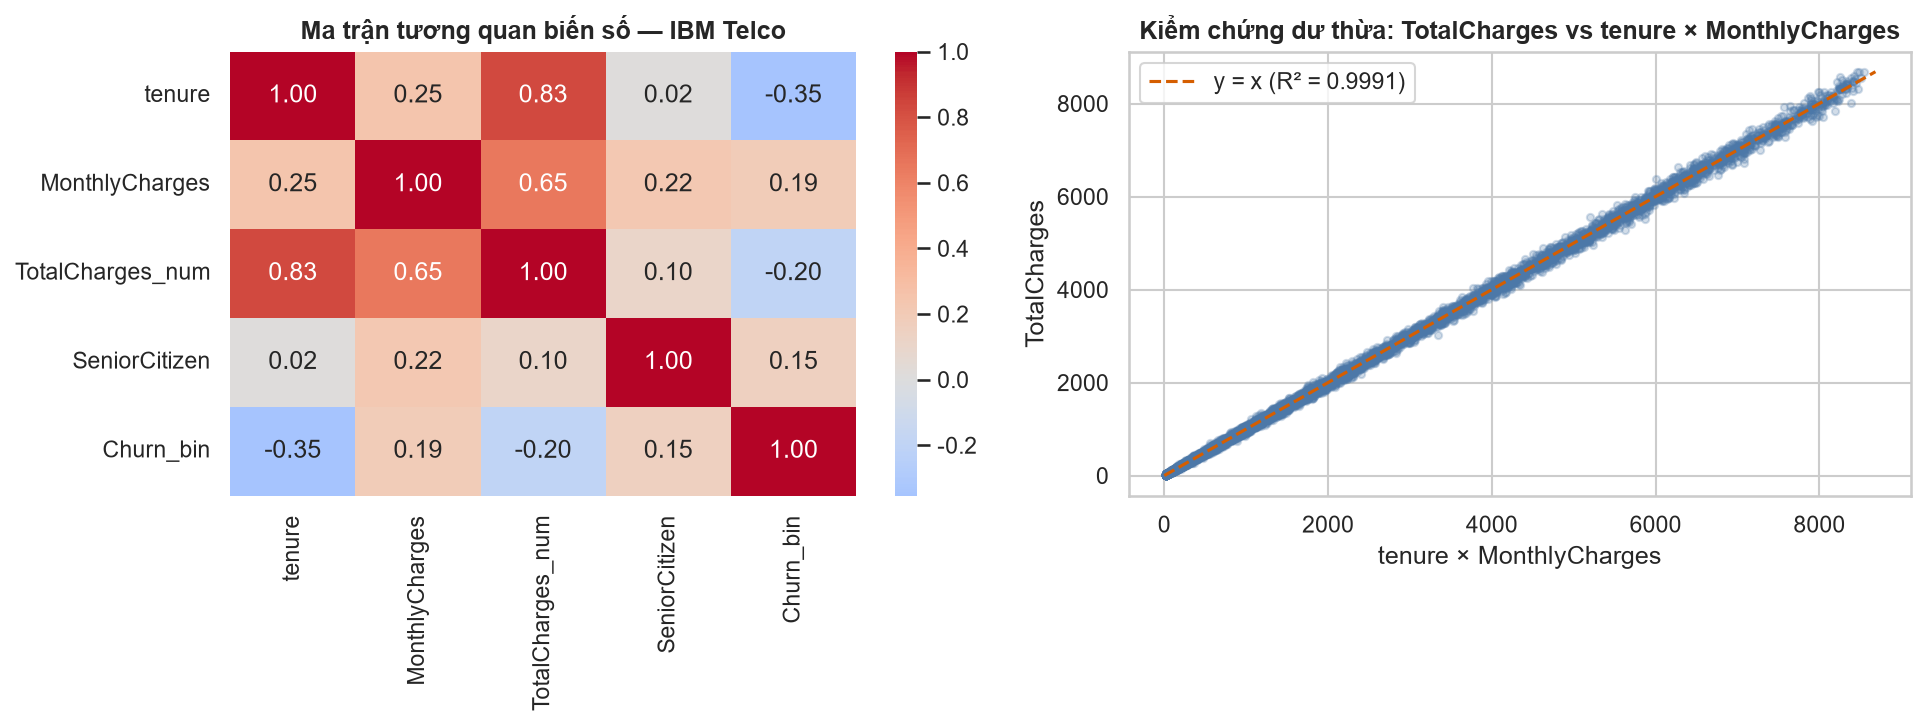 Ma trận tương quan biến số — IBM Telco
tenure
MonthlyCharges
TotalCharges_num
SeniorCitizen
Churn_bin
1.00 0.25 0.83 0.02 -0.35
0.25 1.00 0.65 0.22 0.19
0.83 0.65 1.00 0.10 -0.20
0.02 0.22 0.10 1.00 0.15
-0.35 0.19 -0.20 0.15 1.00
tenure
MonthlyCharges
TotalCharges_num
SeniorCitizen
Churn_bin
1.0
0.8
0.6
0.4
0.2
0.0
-0.2
Kiểm chứng dư thừa: TotalCharges vs tenure × MonthlyCharges
y = x (R² = 0.9991)
TotalCharges
8000
6000
4000
2000
0
0 2000 4000 6000 8000
tenure × MonthlyCharges